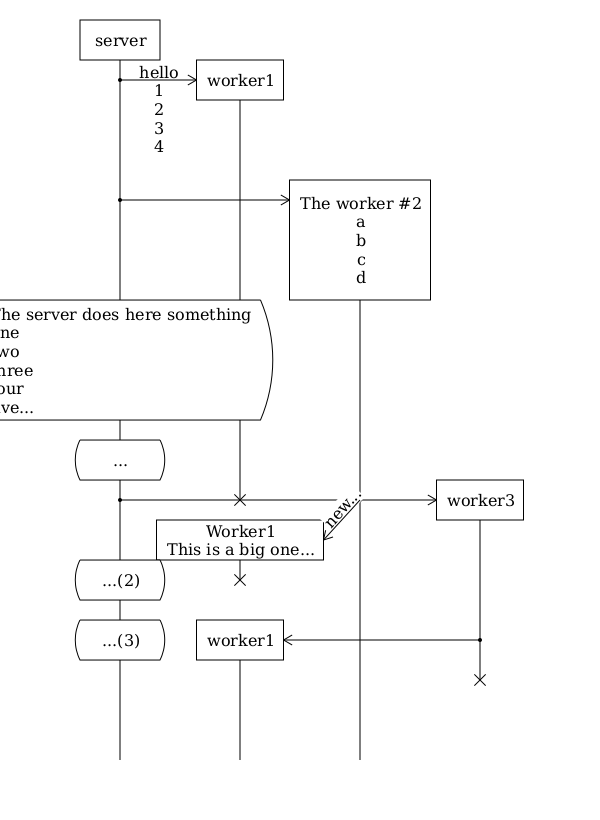 server
hello
1
2
3
4
worker1
The worker #2
a
b
c
d
The server does here something
ne
wo
hree
our
ve...
...
new...
worker3
Worker1
This is a big one...
...(2)
...(3)
worker1